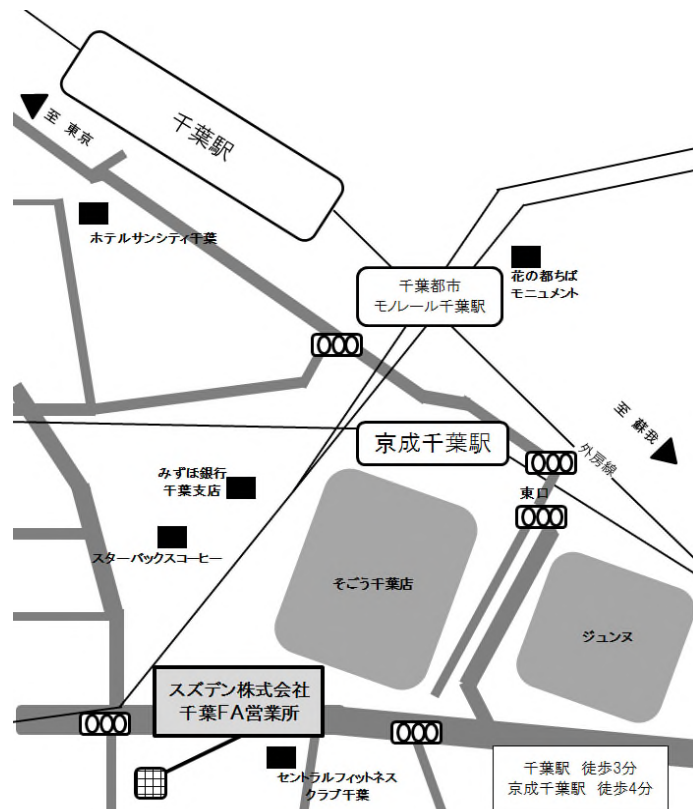 千葉駅
至 東京
ホテルサンシティ千葉
千葉都市
モノレール千葉駅
花の都ちば
モニュメント
至 蘇我
外房線
京成千葉駅
東口
みずほ銀行
千葉支店
スターバックスコーヒー
そごう千葉店
ジュンヌ
スズデン株式会社
千葉FA営業所
セントラルフィットネス
クラブ千葉
千葉駅 徒歩3分
京成千葉駅 徒歩4分